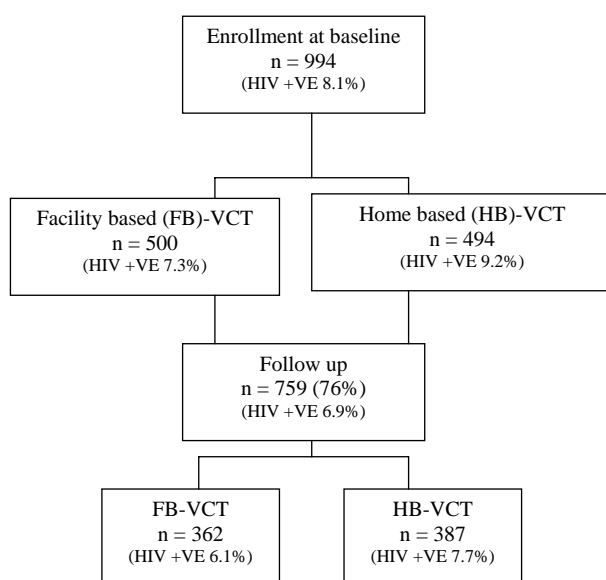 Enrollment at baseline
n = 994
(HIV +VE 8.1%)
Facility based (FB)-VCT
n = 500
(HIV +VE 7.3%)
Home based (HB)-VCT
n = 494
(HIV +VE 9.2%)
Follow up
n = 759 (76%)
(HIV +VE 6.9%)
FB-VCT
n = 362
(HIV +VE 6.1%)
HB-VCT
n = 387
(HIV +VE 7.7%)